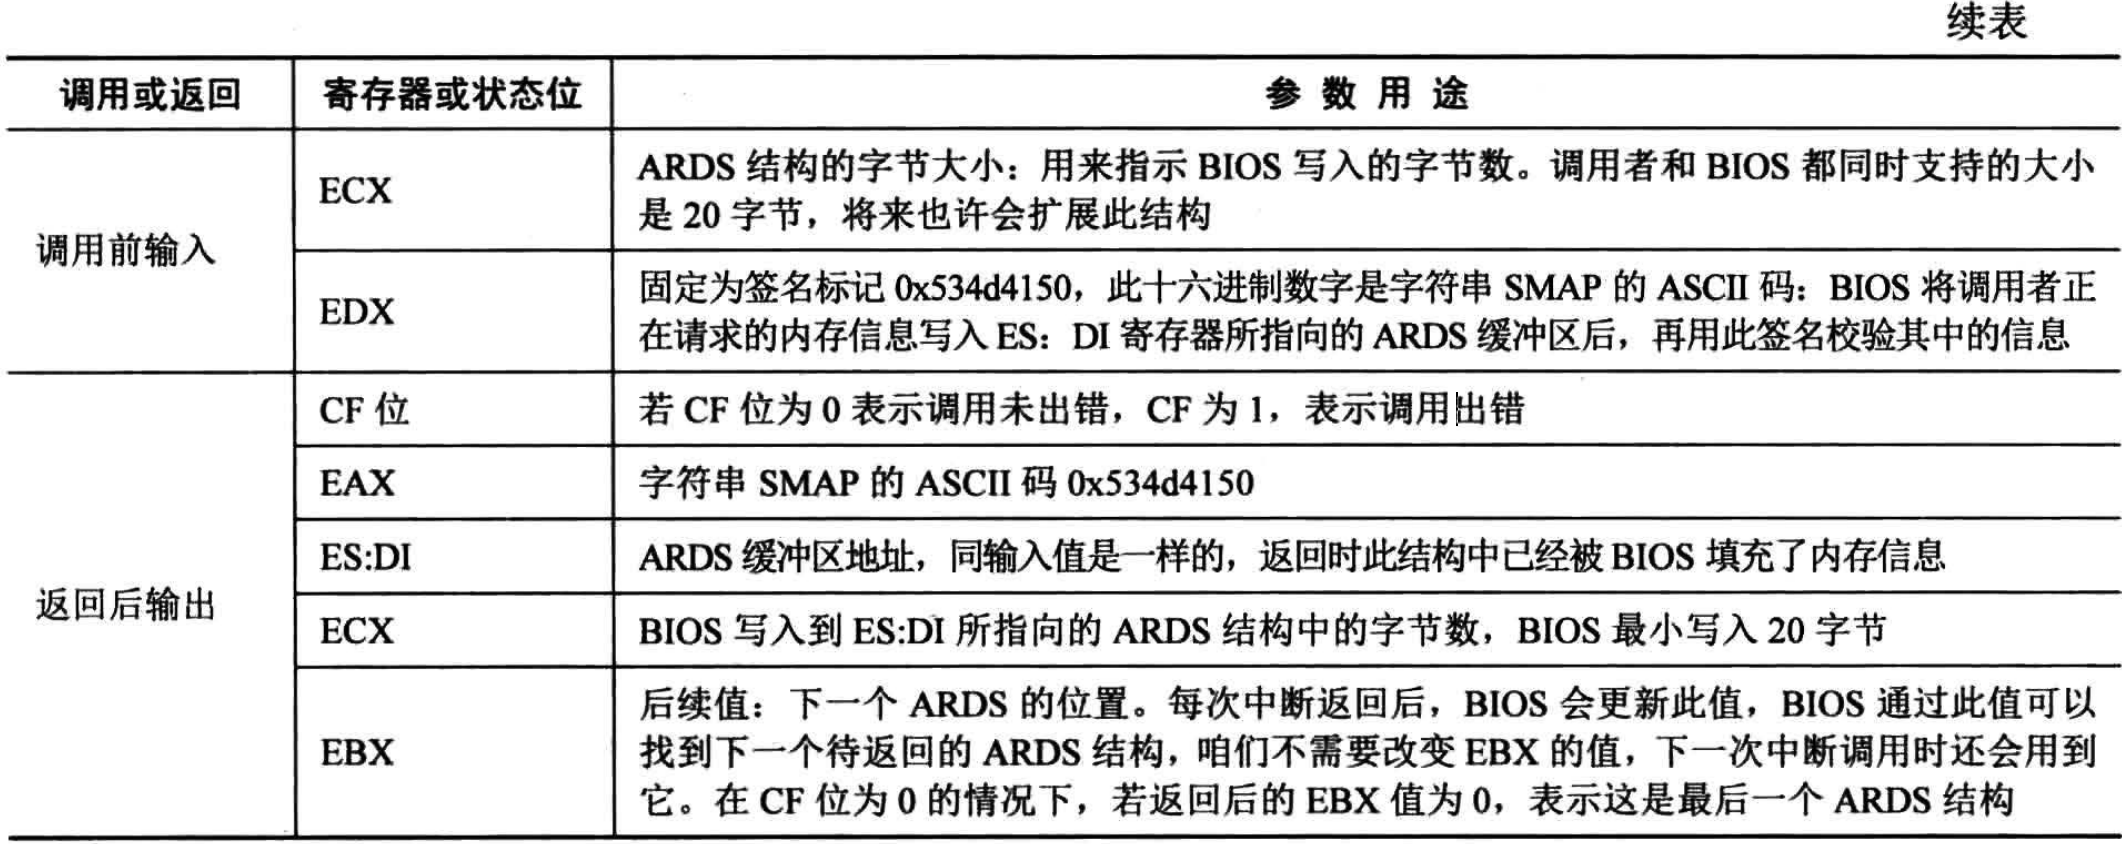 续表
调用或返回 寄存器或状态位 参数用途
调用前输入
ECX
ARDS 结构的字节大小：用来指示 BIOS 写入的字节数。调用者和 BIOS 都同时支持的大小
是 20 字节，将来也许会扩展此结构
EDX
固定为签名标记 0x534d4150，此十六进制数字是字符串 SMAP 的 ASCII 码：BIOS 将调用者正
在请求的内存信息写入 ES：DI 寄存器所指向的 ARDS 缓冲区后，再用此签名校验其中的信息
返回后输出
CF 位 若 CF 位为 0 表示调用未出错，CF 为 1，表示调用出错
EAX 字符串 SMAP 的 ASCII 码 0x534d4150
ES:DI ARDS 缓冲区地址，同输入值是一样的，返回时此结构中已经被 BIOS 填充了内存信息
ECX BIOS 写入到 ES:DI 所指向的 ARDS 结构中的字节数，BIOS 最小写入 20 字节
EBX
后续值：下一个 ARDS 的位置。每次中断返回后，BIOS 会更新此值，BIOS 通过此值可以
找到下一个待返回的 ARDS 结构，咱们不需要改变 EBX 的值，下一次中断调用时还会用到
它。在 CF 位为 0 的情况下，若返回后的 EBX 值为 0，表示这是最后一个 ARDS 结构